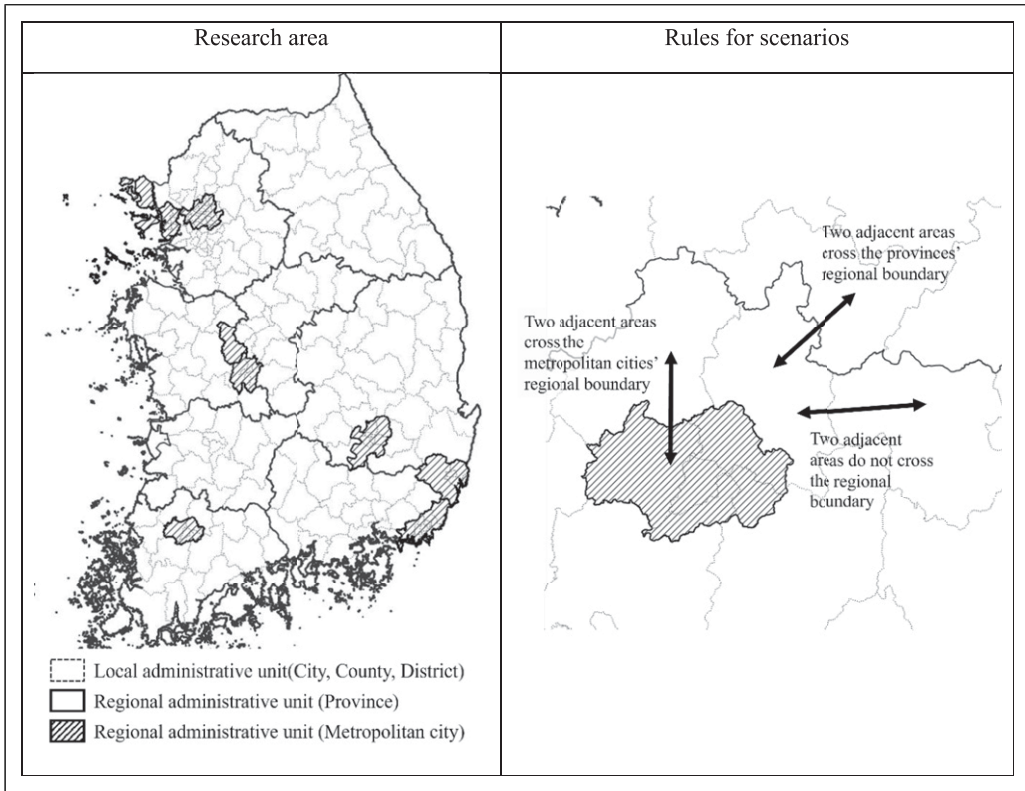 Research area
Rules for scenarios
Two adjacent areas
cross the provinces’
regional boundary
Two adjacent areas
cross the
metropolitan cities’
regional boundary
Two adjacent
areas do not cross
the regional
boundary
Local administrative unit(City, County, District)
Regional administrative unit (Province)
Regional administrative unit (Metropolitan city)